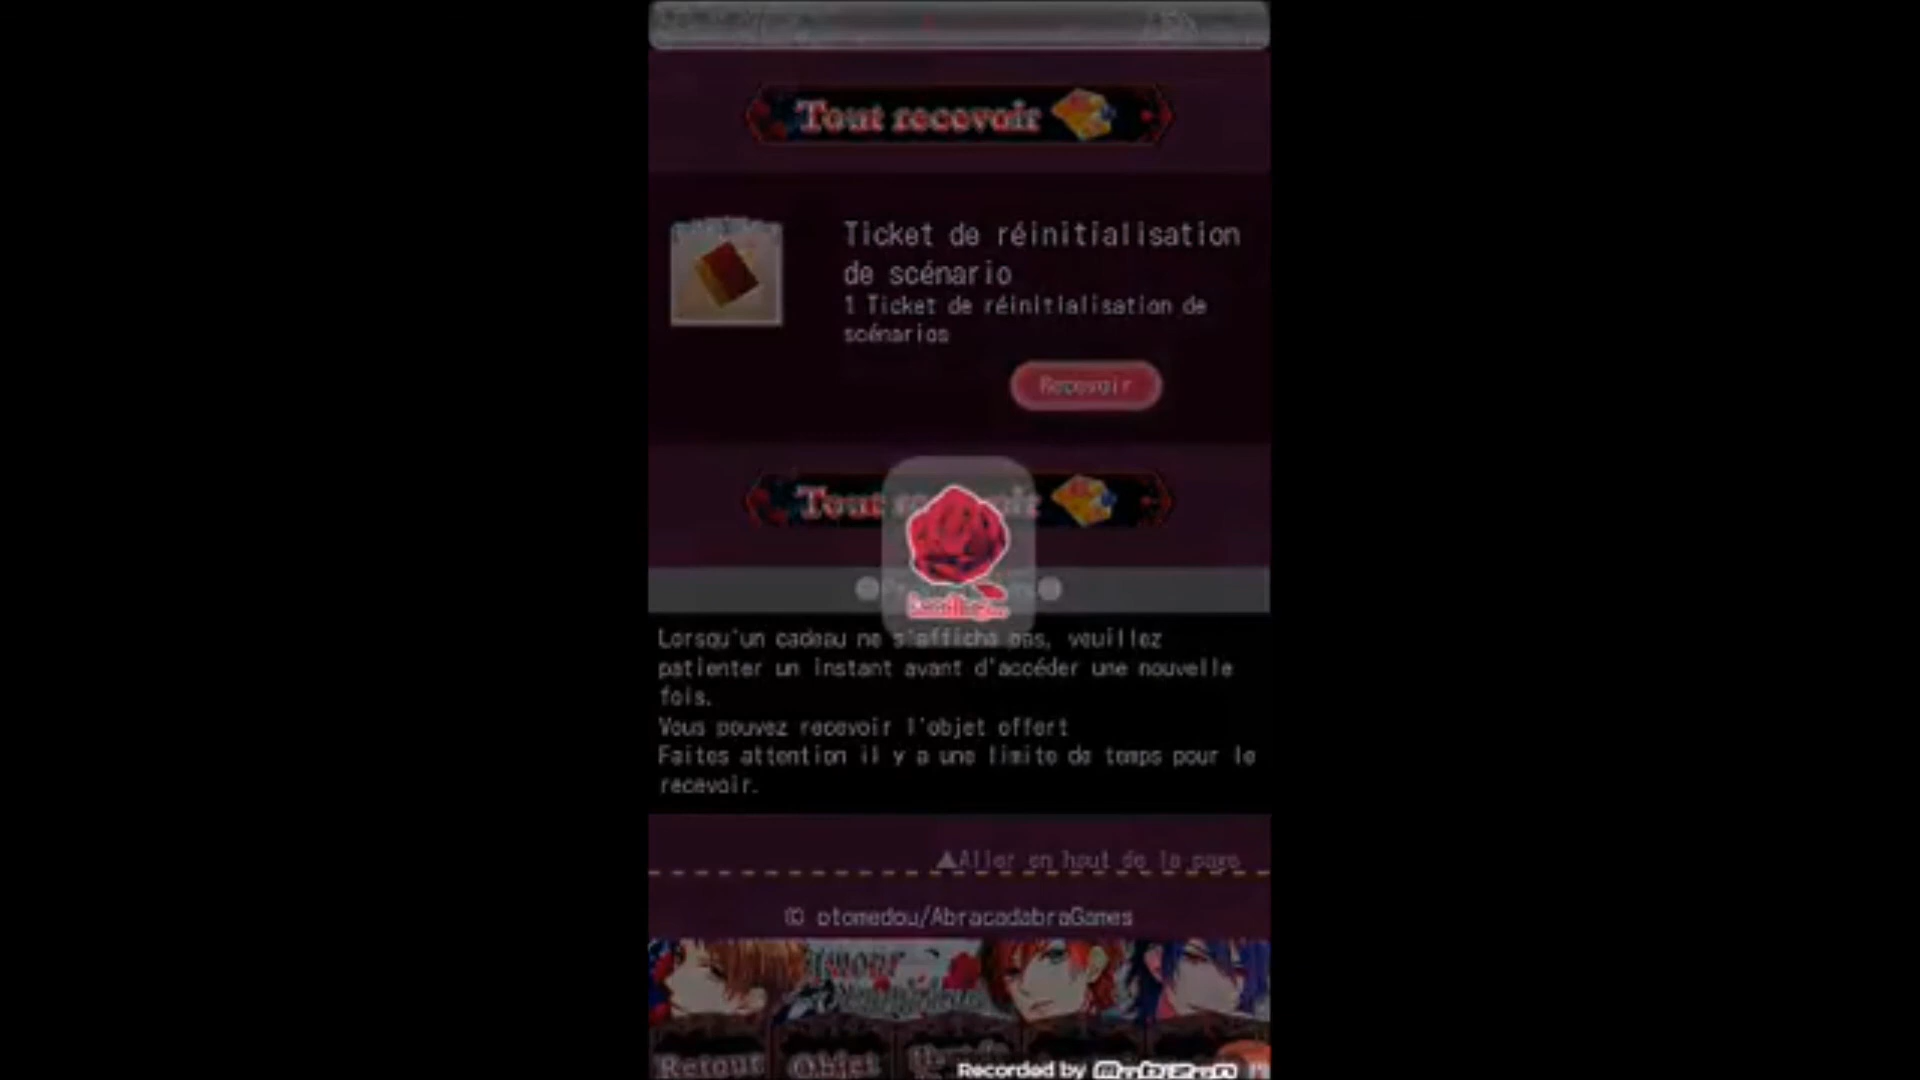 Tout recevoir
Ticket de réinitialisation
de scénario
1 Ticket de réinitialisation de
scénarios
Recevoir
Tout
Lorsqu'un cadeau ne s'affiche pas, veuillez
patienter un instant avant d'accéder une nouvelle
fois.
Vous pouvez recevoir l'objet offert
Faites attention il y a une limite de temps pour le
recevoir.
▲Aller en haut de la page
© otomedou/AbracadabraGames
Amour
Retour Objet
Recorded by